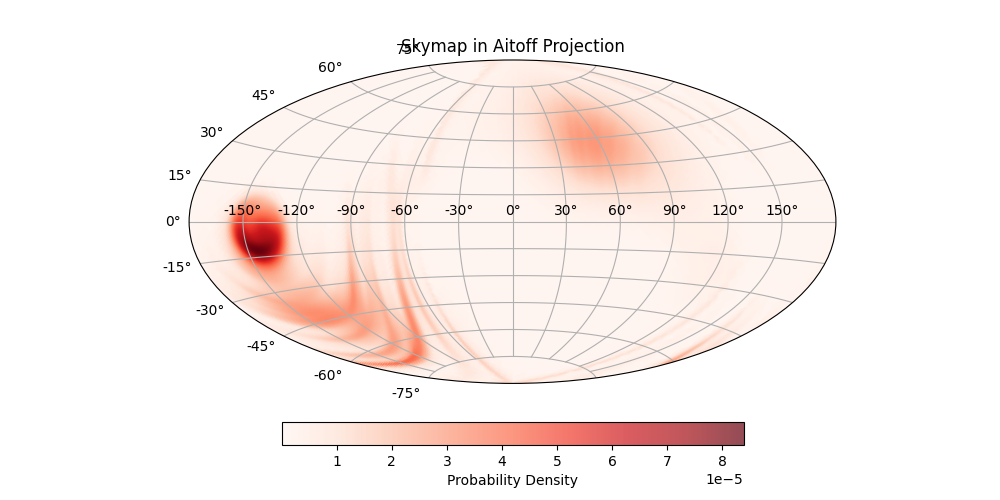 Skymap in Aitoff Projection
75°
60°
45°
30°
15°
0°
-15°
-30°
-45°
-60°
-75°
-150° -120° -90° -60° -30° 0° 30° 60° 90° 120° 150°
1 2 3 4 5 6 7 8
1e−5
Probability Density